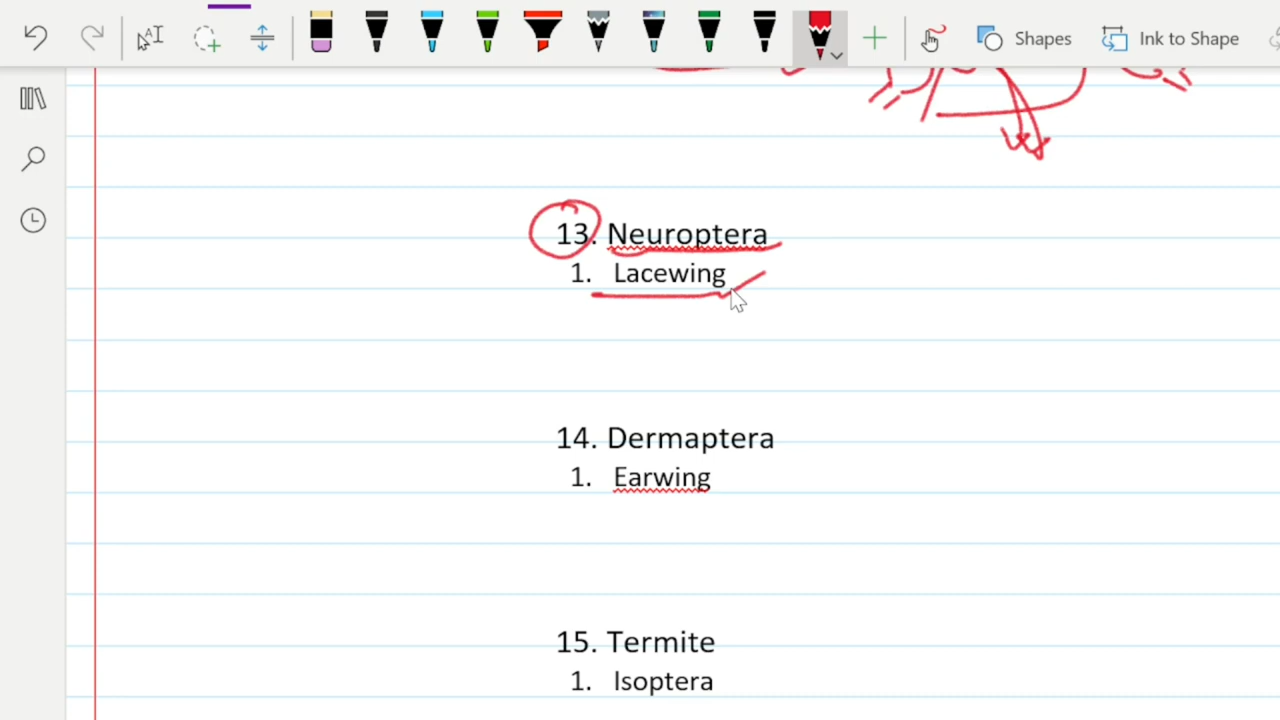 Shapes
Ink to Shape
13. Neuroptera
1. Lacewing
14. Dermaptera
1. Earwing
15. Termite
1. Isoptera